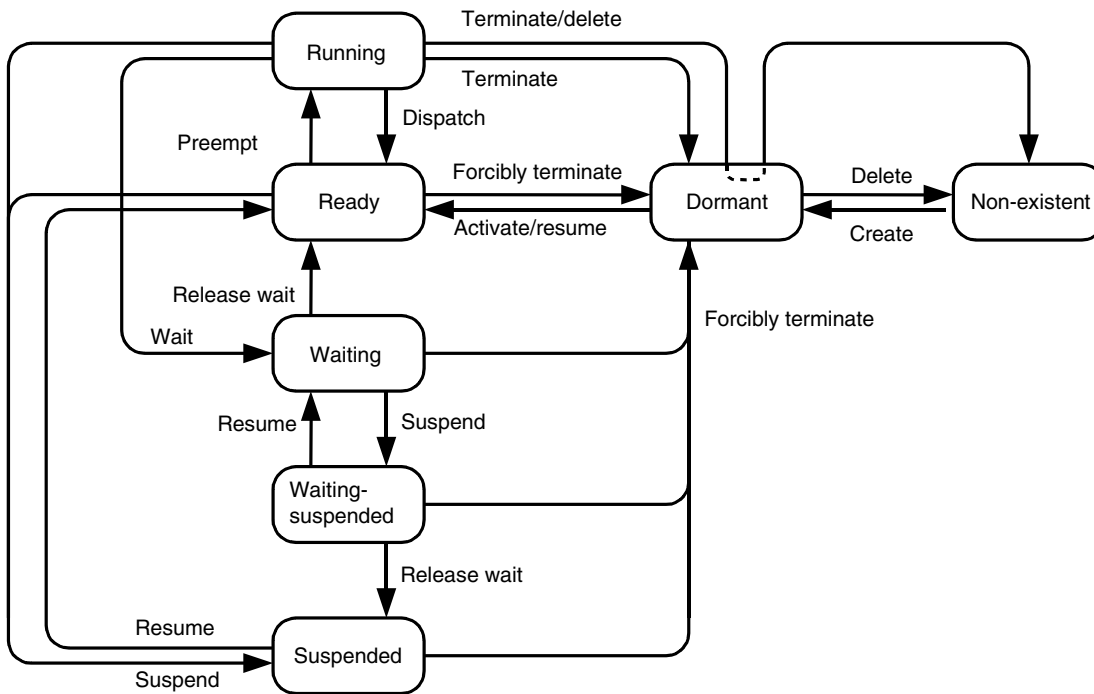 Terminate/delete
Running
Terminate
Dispatch
Preempt
Forcibly terminate
Delete
Ready
Dormant
Non-existent
Activate/resume
Create
Release wait
Forcibly terminate
Wait
Waiting
Resume
Suspend
Waiting-
suspended
Release wait
Resume
Suspended
Suspend